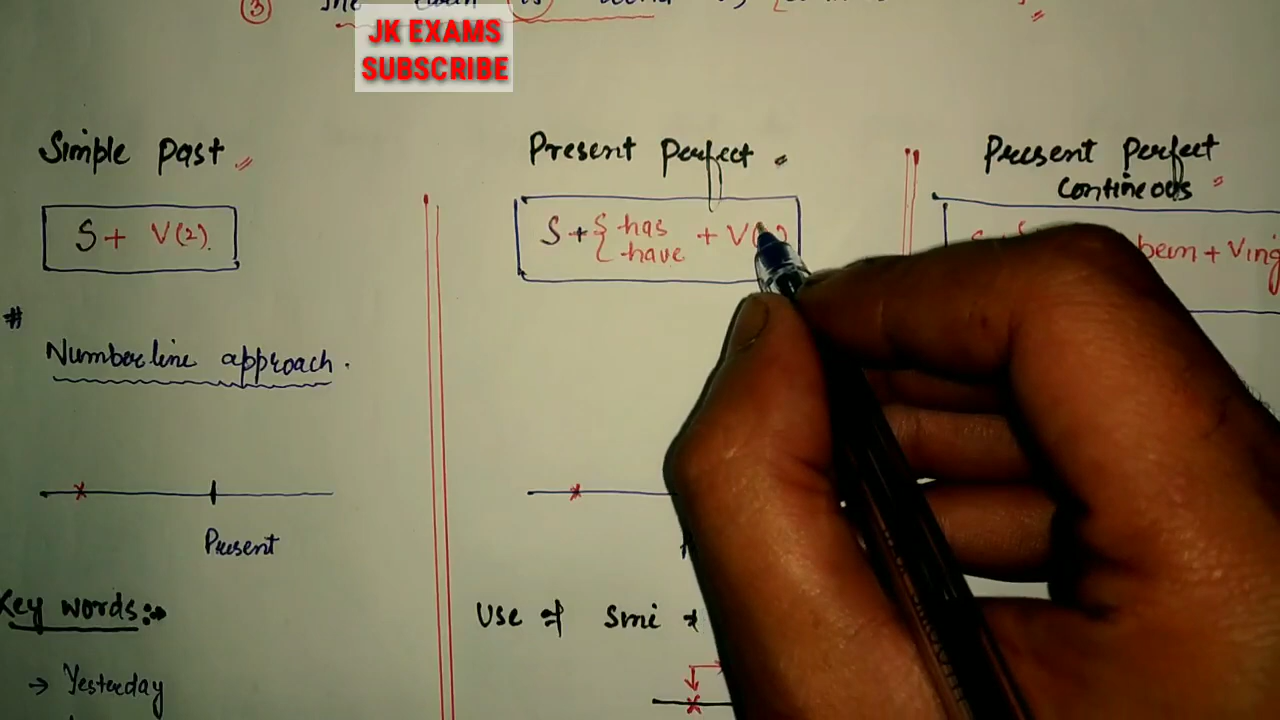 JK EXAMS
SUBSCRIBE
Simple Past
S + V(2).
#
Numberline approach.
Present
Key words:
→ Yesterday
Present perfect
S + { has have + V(
Use of
Present perfect
Contineous
been + Ving